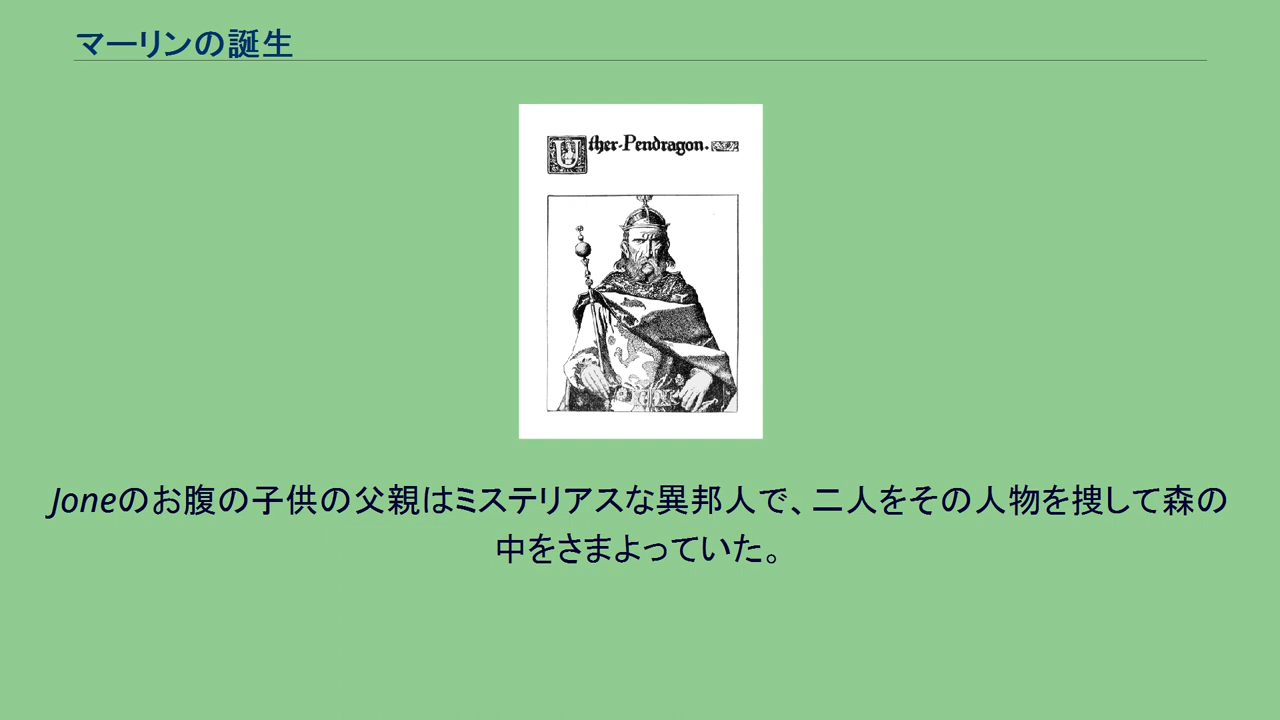 マーリンの誕生
Uther-Pendragon.
Joneのお腹の子供の父親はミステリアスな異邦人で、二人をその人物を捜して森の
中をさまよっていた。